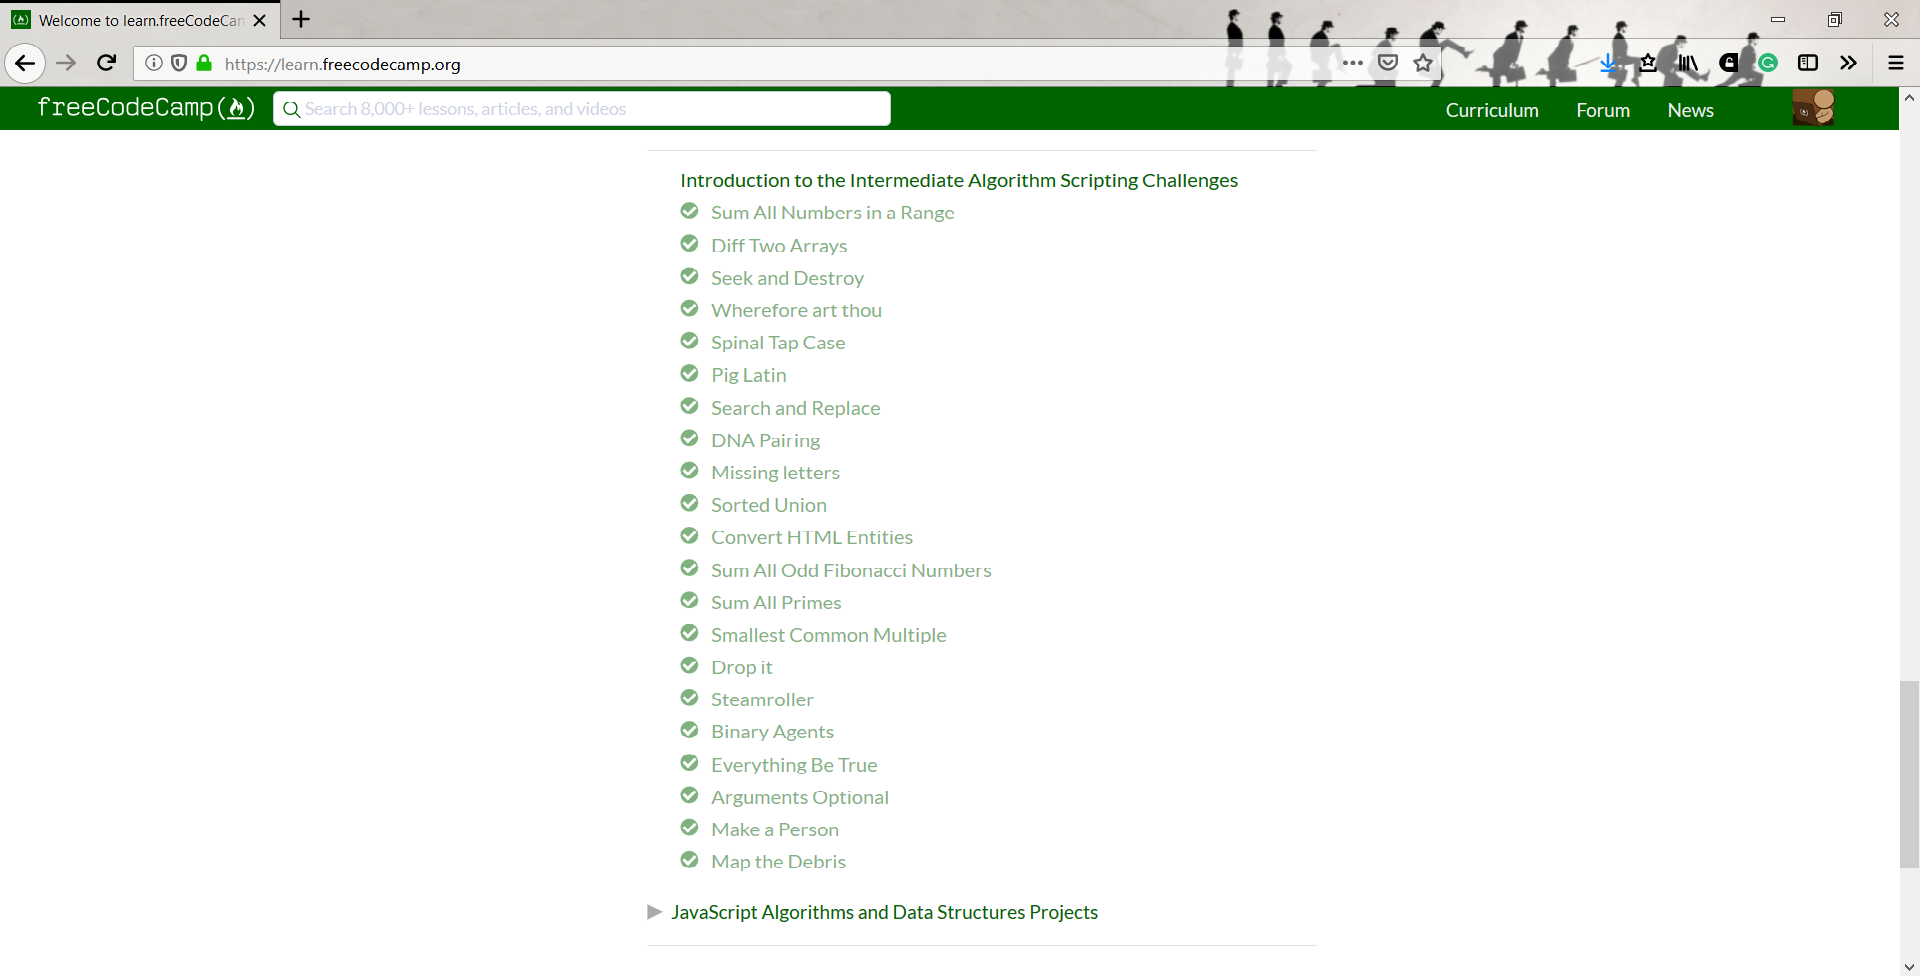 Welcome to learn.freeCodeCam
https://learn.freecodecamp.org
freeCodeCamp
Search 8,000+ lessons, articles, and videos
Curriculum
Forum
News
Introduction to the Intermediate Algorithm Scripting Challenges
Sum All Numbers in a Range
Diff Two Arrays
Seek and Destroy
Wherefore art thou
Spinal Tap Case
Pig Latin
Search and Replace
DNA Pairing
Missing letters
Sorted Union
Convert HTML Entities
Sum All Odd Fibonacci Numbers
Sum All Primes
Smallest Common Multiple
Drop it
Steamroller
Binary Agents
Everything Be True
Arguments Optional
Make a Person
Map the Debris
JavaScript Algorithms and Data Structures Projects